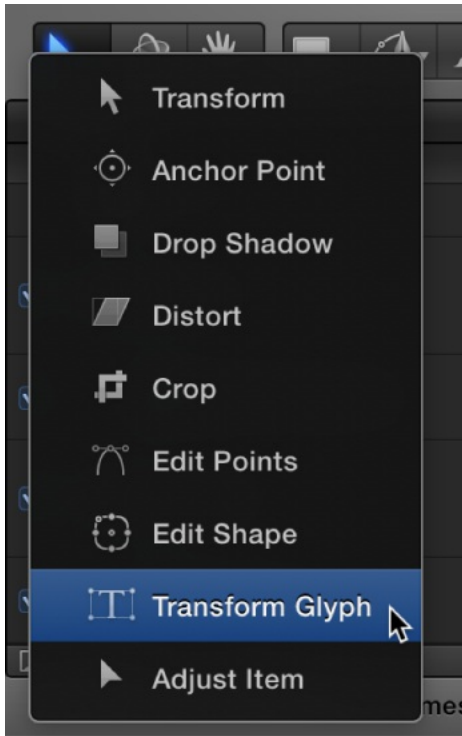 Transform
Anchor Point
Drop Shadow
Distort
Crop
Edit Points
Edit Shape
Transform Glyph
Adjust Item